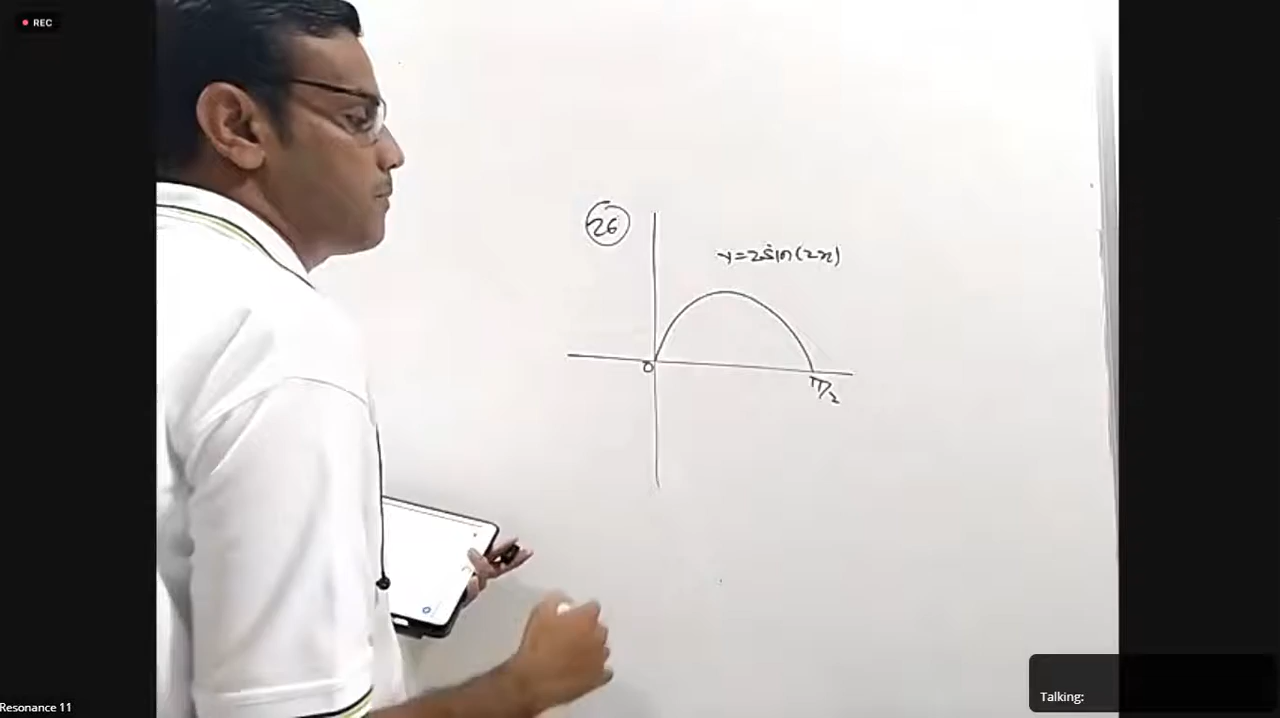 REC
26
y=2sin(2x)
0
π/2
Resonance 11
Talking: